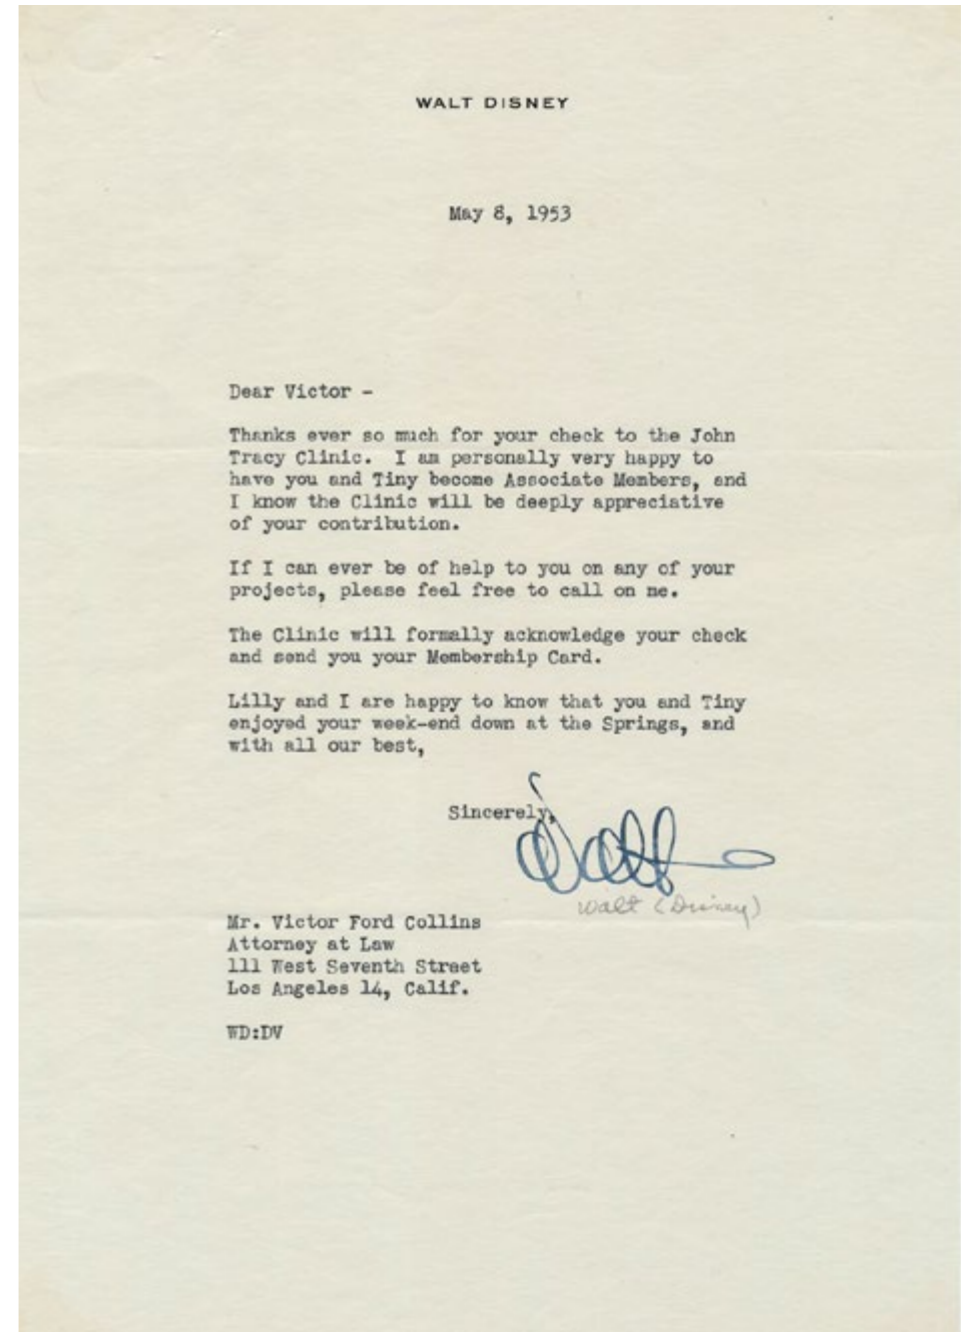 WALT DISNEY
May 8, 1953
Dear Victor -
Thanks ever so much for your check to the John
Tracy Clinic.  I am personally very happy to
have you and Tiny become Associate Members, and
I know the Clinic will be deeply appreciative
of your contribution.
If I can ever be of help to you on any of your
projects, please feel free to call on me.
The Clinic will formally acknowledge your check
and send you your Membership Card.
Lilly and I are happy to know that you and Tiny
enjoyed your week-end down at the Springs, and
with all our best,
Sincerely,
Walt
Walt (Disney)
Mr. Victor Ford Collins
Attorney at Law
111 West Seventh Street
Los Angeles 14, Calif.
WD:DV